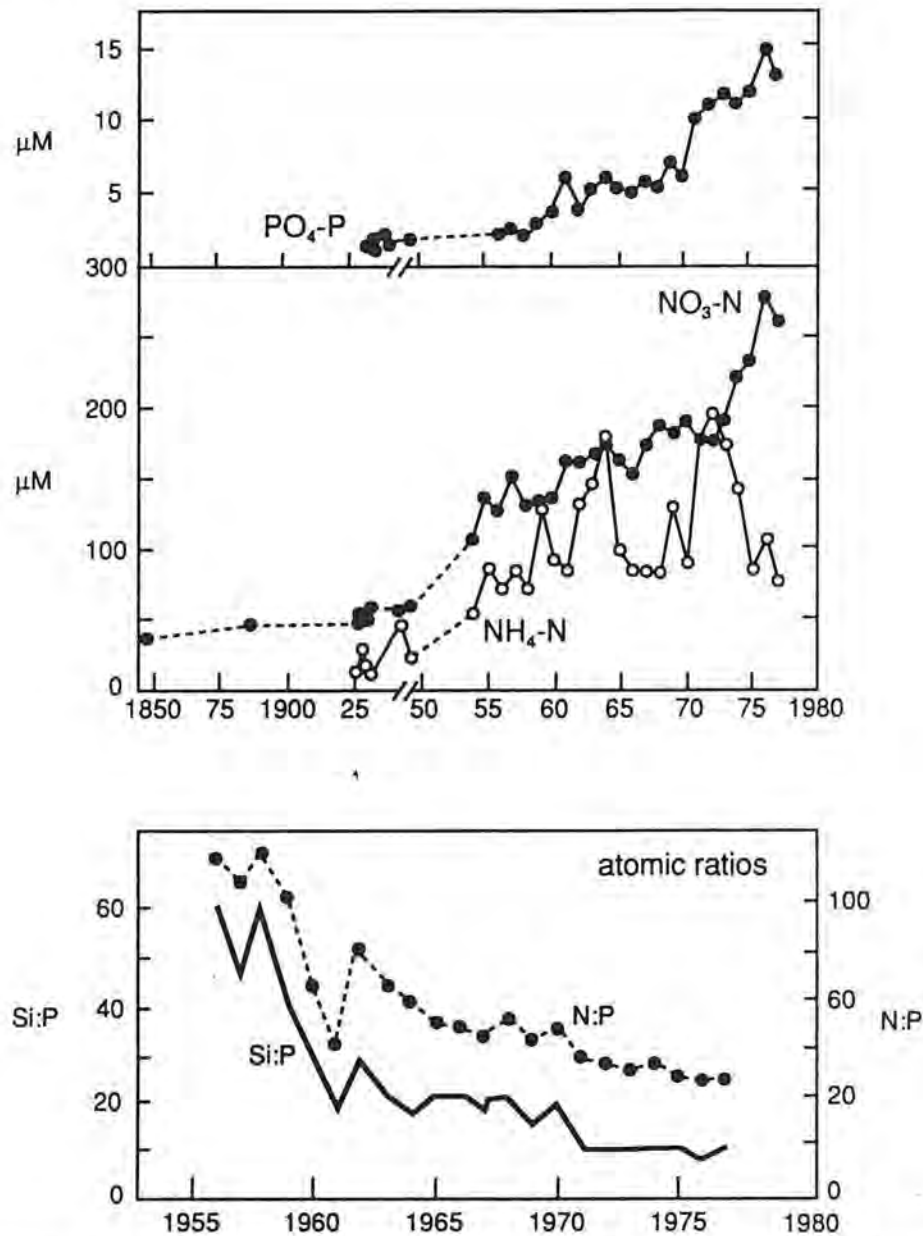 15
10
μM
5
PO₄-P
300
NO₃-N
200
μM
100
NH₄-N
0
1850 75 1900 25 50 55 60 65 70 75 1980
atomic ratios
60 100
Si:P 40 N:P 60 N:P
Si:P
20 20
0 0
1955 1960 1965 1970 1975 1980